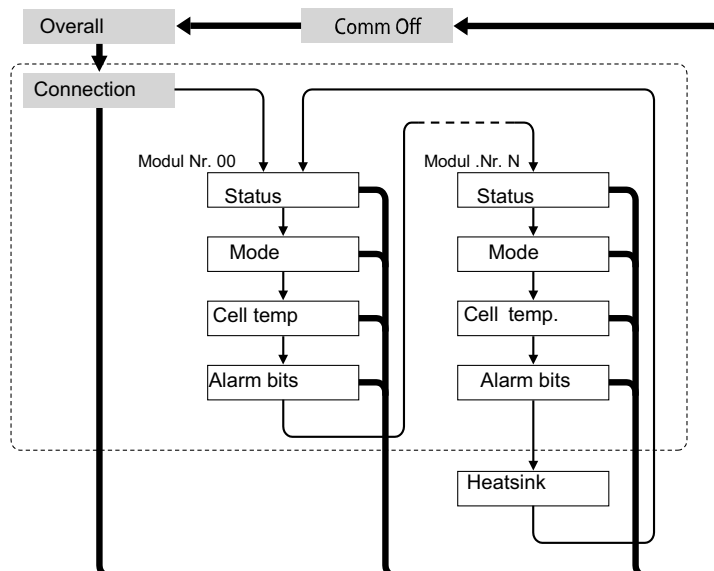 Overall
Comm Off
Connection
Modul Nr. 00
Modul .Nr. N
Status
Status
Mode
Mode
Cell temp
Cell temp.
Alarm bits
Alarm bits
Heatsink